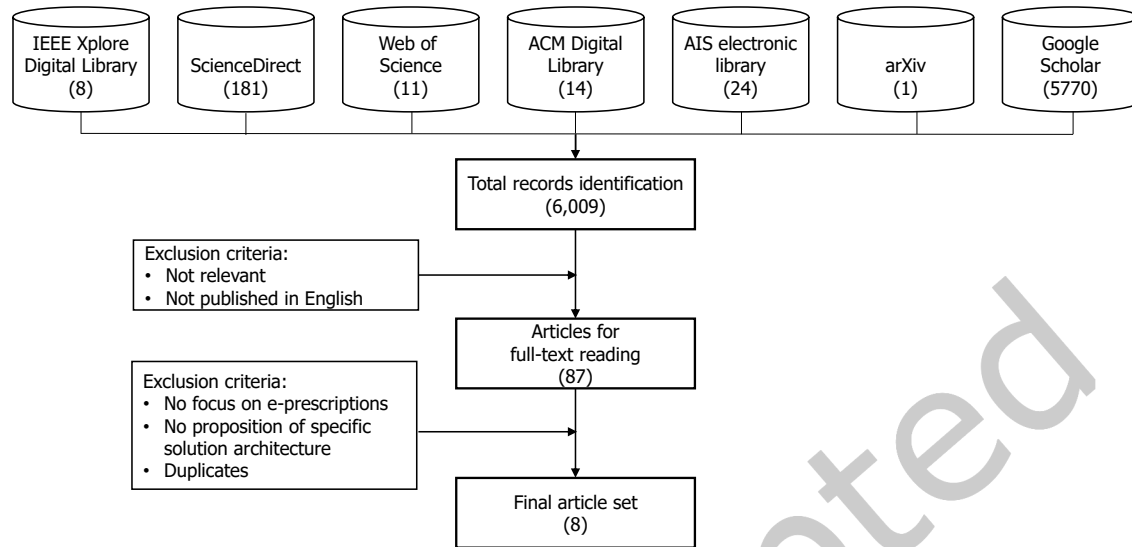 IEEE Xplore
Digital Library
(8)
ScienceDirect
(181)
Web of
Science
(11)
ACM Digital
Library
(14)
AIS electronic
library
(24)
arXiv
(1)
Google
Scholar
(5770)
Total records identification
(6,009)
Exclusion criteria:
• Not relevant
• Not published in English
Articles for
full-text reading
(87)
Exclusion criteria:
• No focus on e-prescriptions
• No proposition of specific
solution architecture
• Duplicates
Final article set
(8)